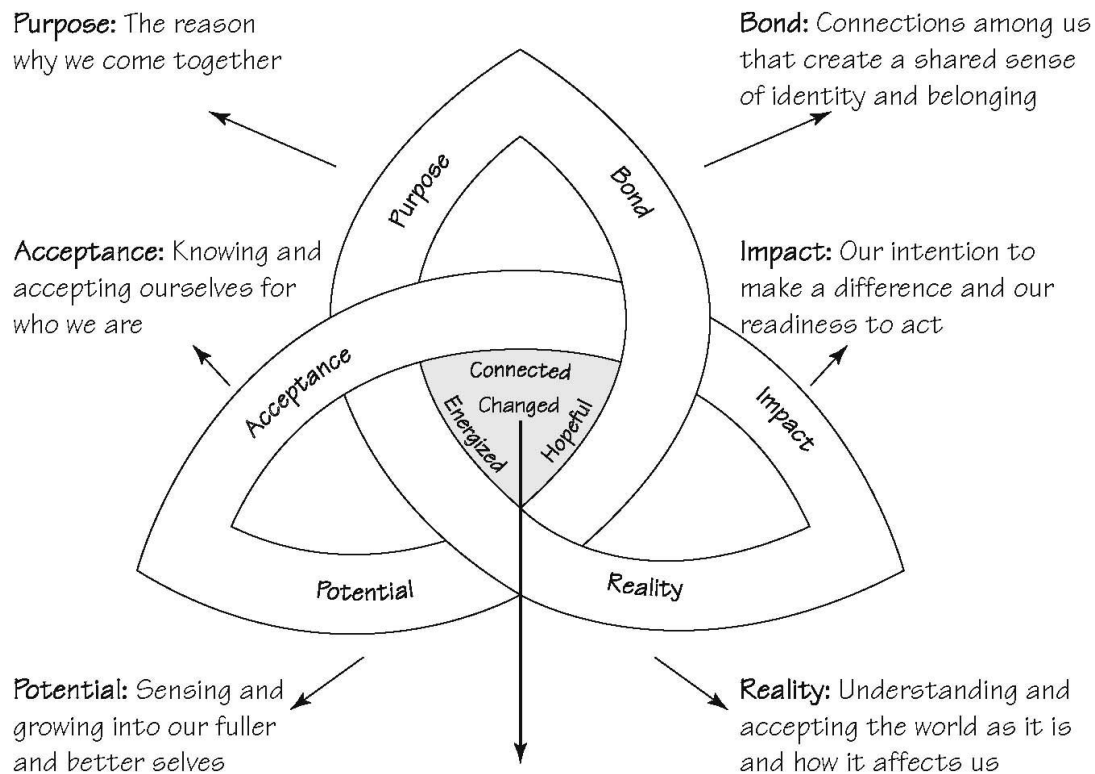 Purpose: The reason
why we come together
Bond: Connections among us
that create a shared sense
of identity and belonging
Purpose
Bond
Acceptance: Knowing and
accepting ourselves for
who we are
Impact: Our intention to
make a difference and our
readiness to act
Acceptance
Impact
Connected
Changed
Energized
Hopeful
Potential
Reality
Potential: Sensing and
growing into our fuller
and better selves
Reality: Understanding and
accepting the world as it is
and how it affects us